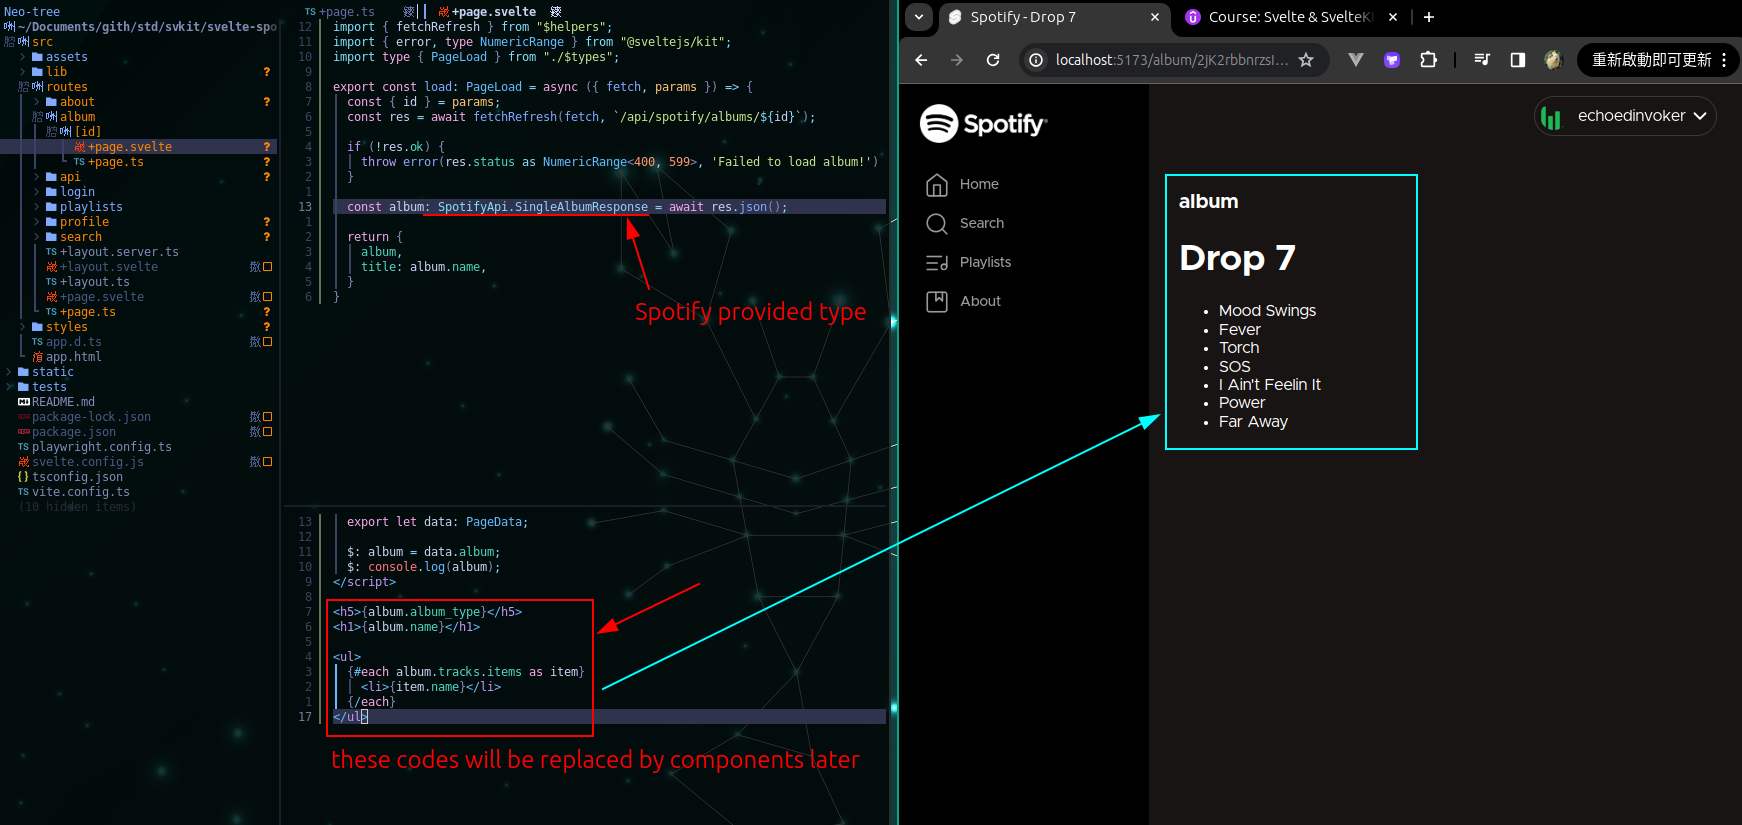 Neo-tree
~/Documents/gith/std/svkit/svelte-spo
src
assets
lib ?
routes
about ?
album
[id]
+page.svelte ?
TS +page.ts ?
api ?
login
playlists
profile ?
search ?
TS +layout.server.ts
+layout.svelte
TS +layout.ts
+page.svelte
TS +page.ts ?
styles ?
TS app.d.ts
app.html
static
tests
README.md
package-lock.json
package.json
TS playwright.config.ts
svelte.config.js
{} tsconfig.json
TS vite.config.ts
(10 hidden items)
TS +page.ts
+page.svelte
12 import { fetchRefresh } from "$helpers";
11 import { error, type NumericRange } from "@sveltejs/kit";
10 import type { PageLoad } from "./$types";
9
8 export const load: PageLoad = async ({ fetch, params }) => {
7 const { id } = params;
6 const res = await fetchRefresh(fetch, `/api/spotify/albums/${id}`);
5
4 if (!res.ok) {
3 throw error(res.status as NumericRange<400, 599>, 'Failed to load album!')
2 }
1
13 const album: SpotifyApi.SingleAlbumResponse = await res.json();
1
2 return {
3 album,
4 title: album.name,
5 }
6 }
Spotify provided type
13 export let data: PageData;
12
11 $: album = data.album;
10 $: console.log(album);
9 </script>
8
7 <h5>{album.album_type}</h5>
6 <h1>{album.name}</h1>
5
4 <ul>
3 {#each album.tracks.items as item}
2 <li>{item.name}</li>
1 {/each}
17 </ul>
these codes will be replaced by components later
Spotify - Drop 7
Course: Svelte & SvelteKi
localhost:5173/album/2JK2rbbnrzsI...
重新啟動即可更新
Spotify
echoedinvoker
Home
Search
Playlists
About
album
Drop 7
Mood Swings
Fever
Torch
SOS
I Ain't Feelin It
Power
Far Away